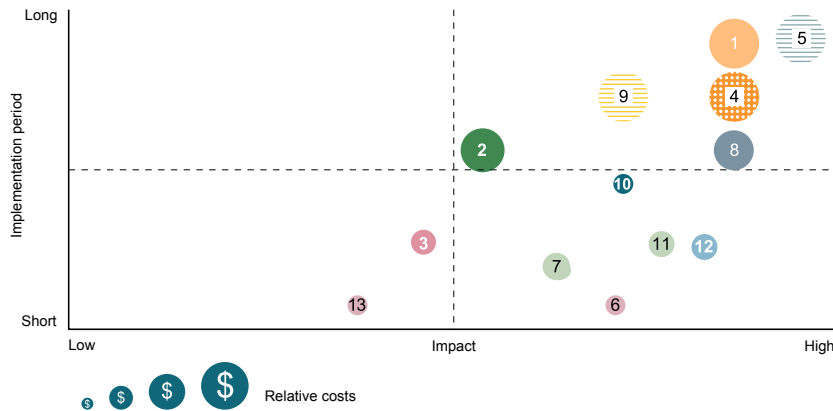 Long
5
1
9
4
Implementation period
2
8
10
3
11
12
7
13
6
Short
Low
Impact
High
$ $ $ $
Relative costs